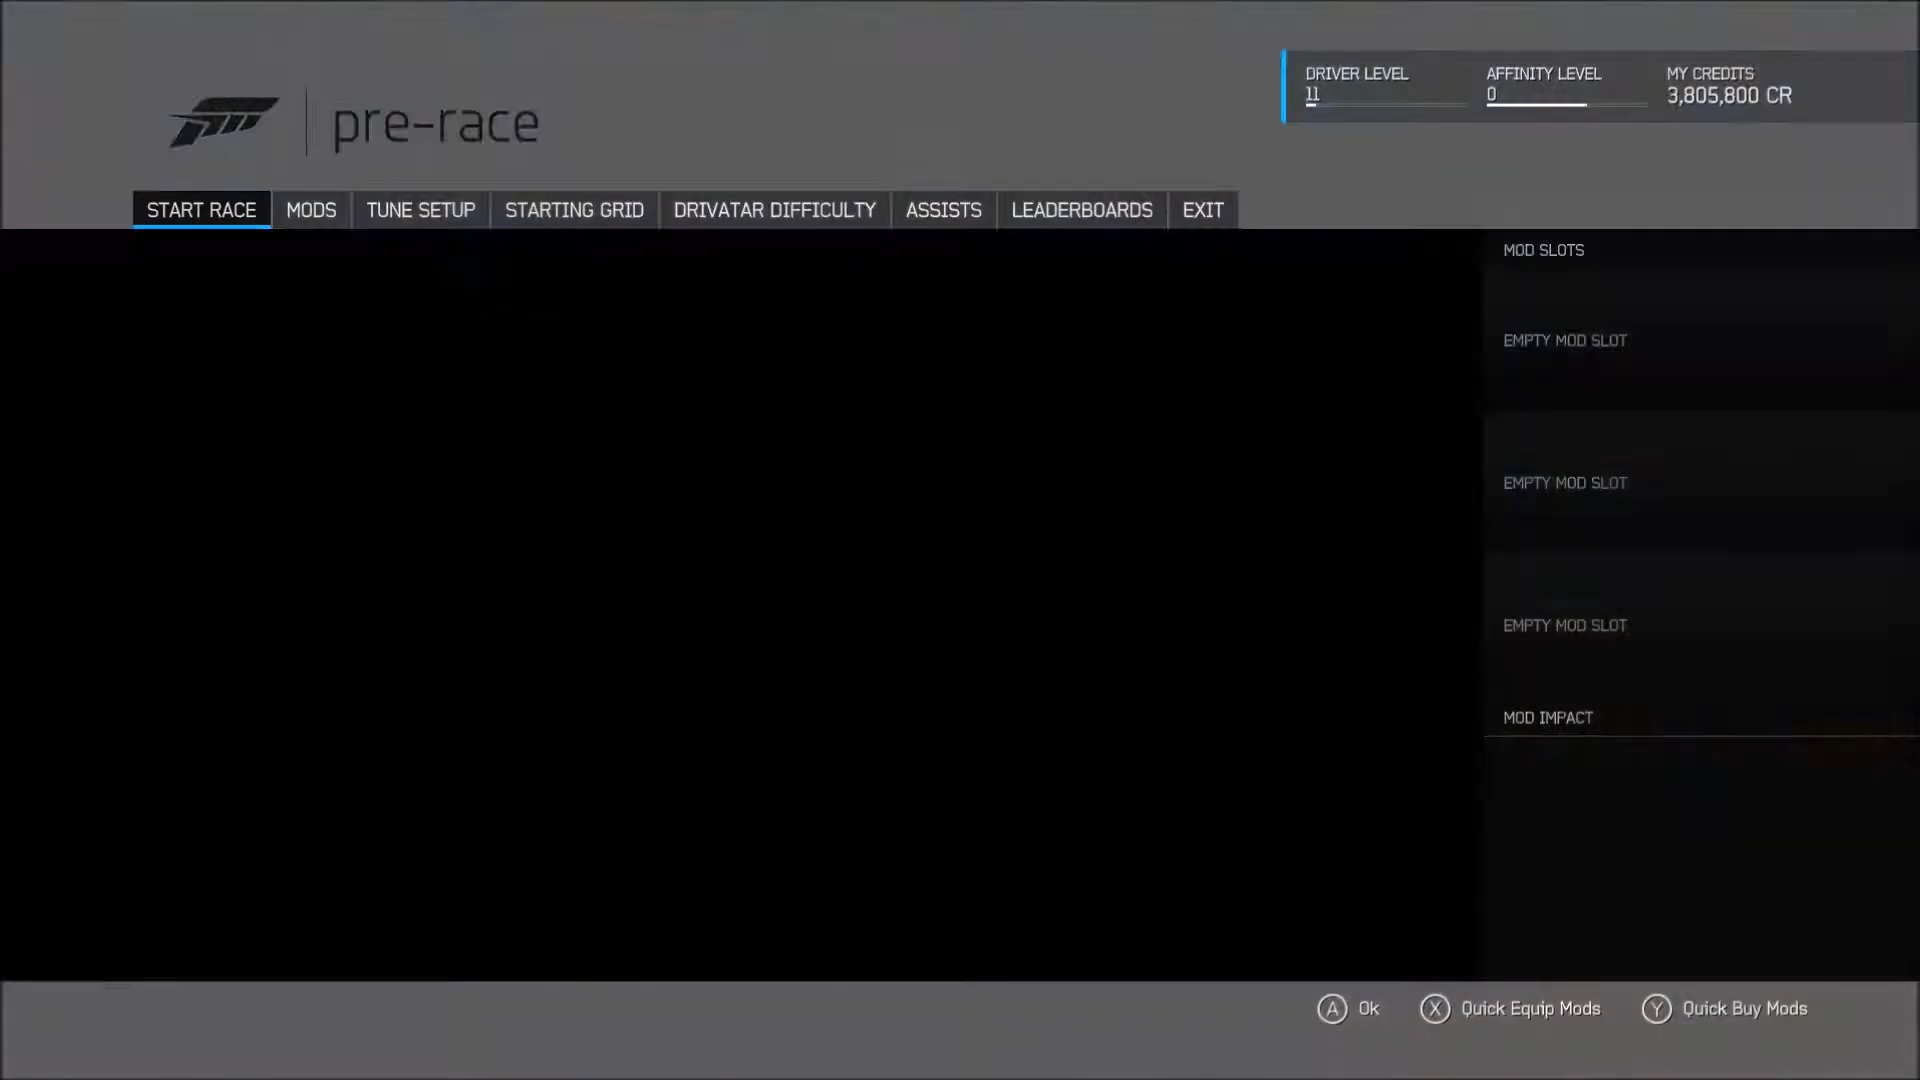 DRIVER LEVEL
11
AFFINITY LEVEL
0
MY CREDITS
3,805,800 CR
pre-race
START RACE
MODS
TUNE SETUP
STARTING GRID
DRIVATAR DIFFICULTY
ASSISTS
LEADERBOARDS
EXIT
MOD SLOTS
EMPTY MOD SLOT
EMPTY MOD SLOT
EMPTY MOD SLOT
MOD IMPACT
A Ok
X Quick Equip Mods
Y Quick Buy Mods